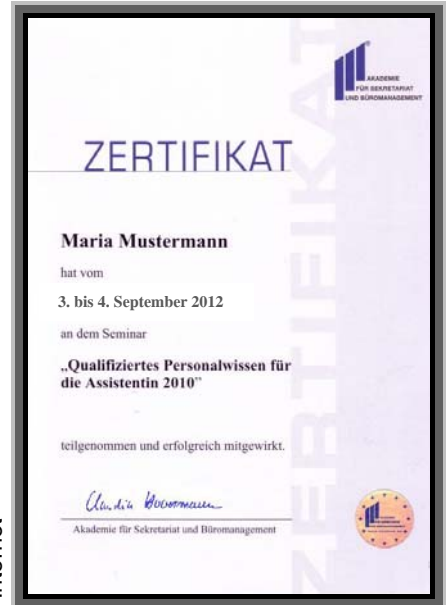 AKADEMIE
FÜR SEKRETARIAT
UND BÜROMANAGEMENT
ZERTIFIKAT
ZERTIFIKAT
Maria Mustermann
hat vom
3. bis 4. September 2012
an dem Seminar
„Qualifiziertes Personalwissen für
die Assistentin 2010”
teilgenommen und erfolgreich mitgewirkt.
Akademie für Sekretariat und Büromanagement